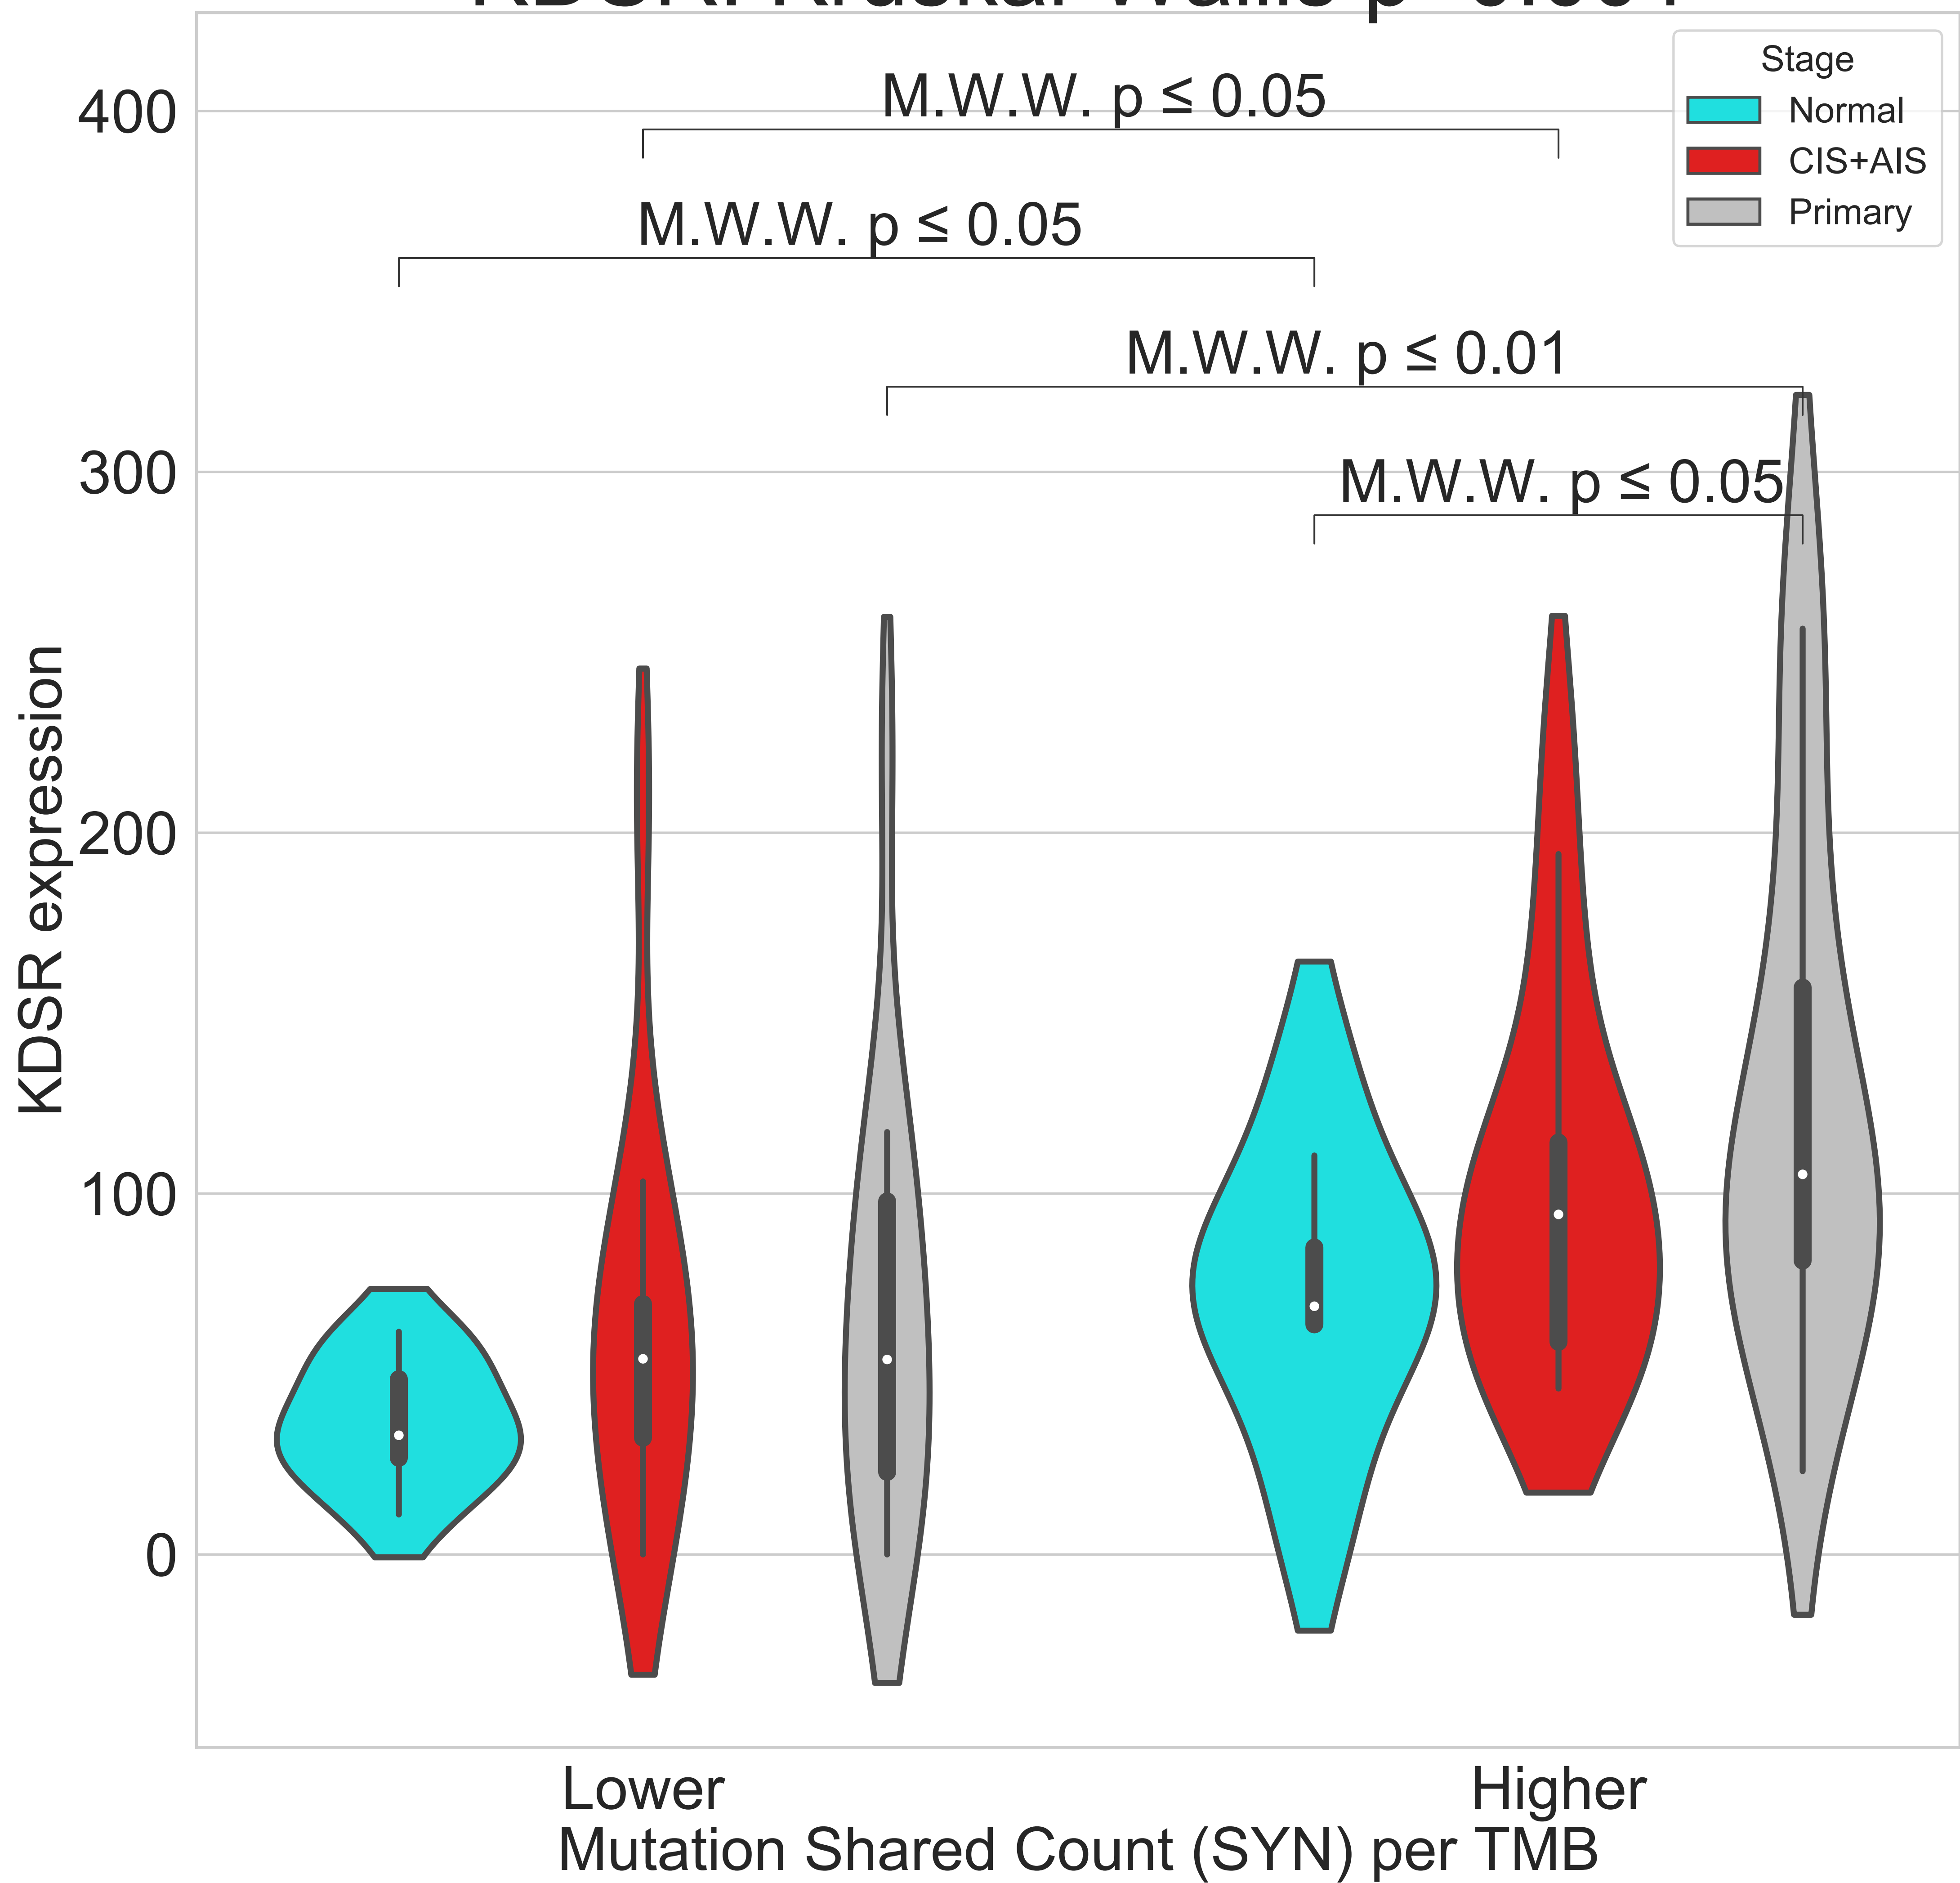 Stage
Normal
CIS+AIS
Primary
M.W.W. p ≤ 0.05
M.W.W. p ≤ 0.05
M.W.W. p ≤ 0.01
M.W.W. p ≤ 0.05
400
300
200
100
0
KDSR expression
Lower
Higher
Mutation Shared Count (SYN) per TMB